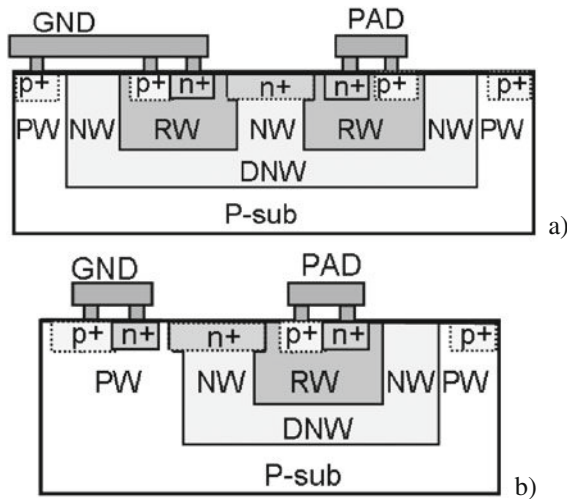 GND PAD
p+ p+ n+ n+ n+ p+ p+
PW NW RW NW RW NW PW
DNW
P-sub
a)
GND PAD
p+ n+ n+ p+ n+ p+
PW NW RW NW PW
DNW
P-sub
b)